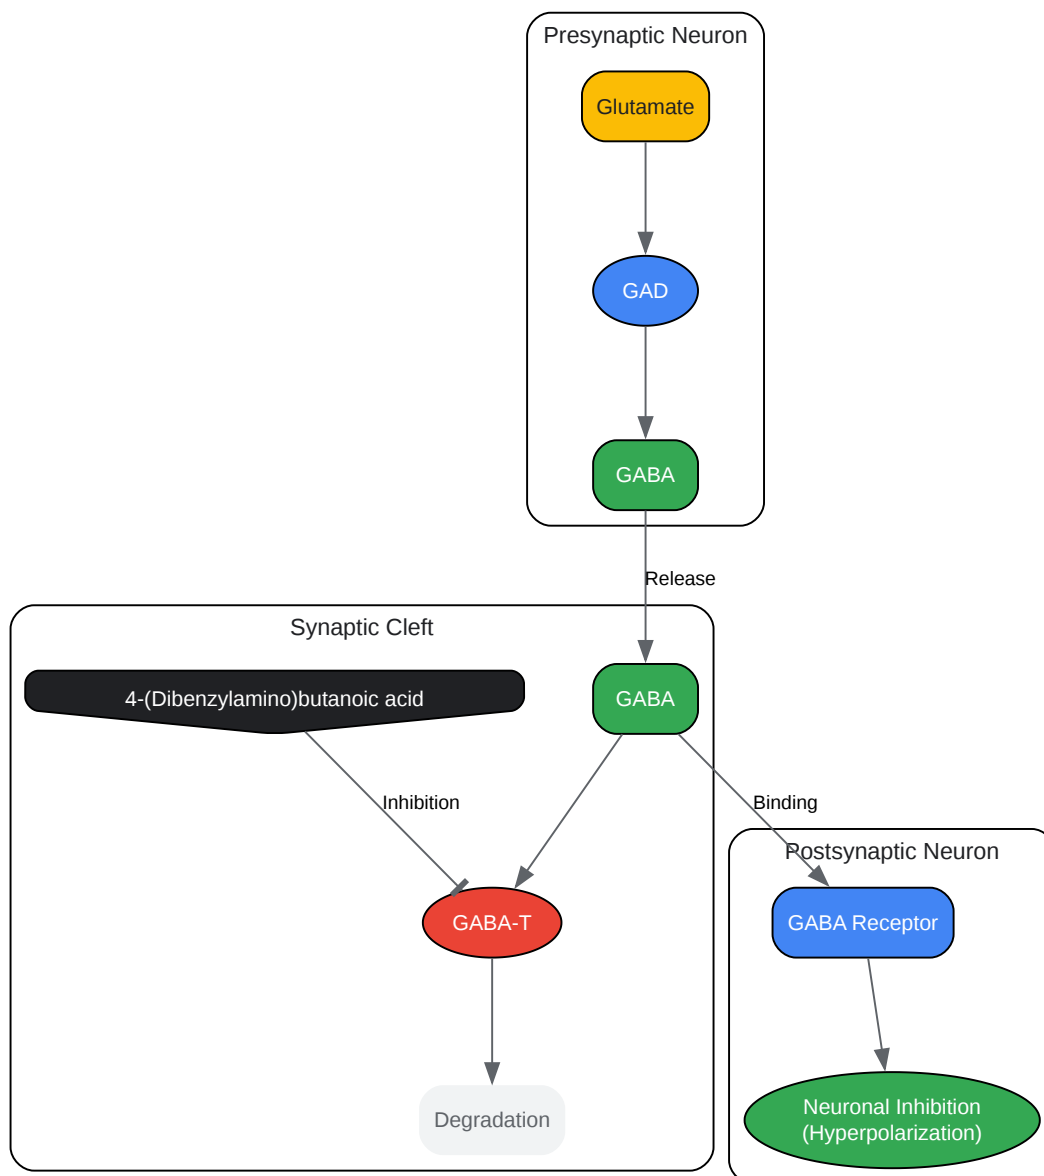 Presynaptic Neuron
Glutamate
GAD
GABA
Release
Synaptic Cleft
4-(Dibenzylamino)butanoic acid
GABA
Inhibition
Binding
Postsynaptic Neuron
GABA-T
GABA Receptor
Degradation
Neuronal Inhibition
(Hyperpolarization)